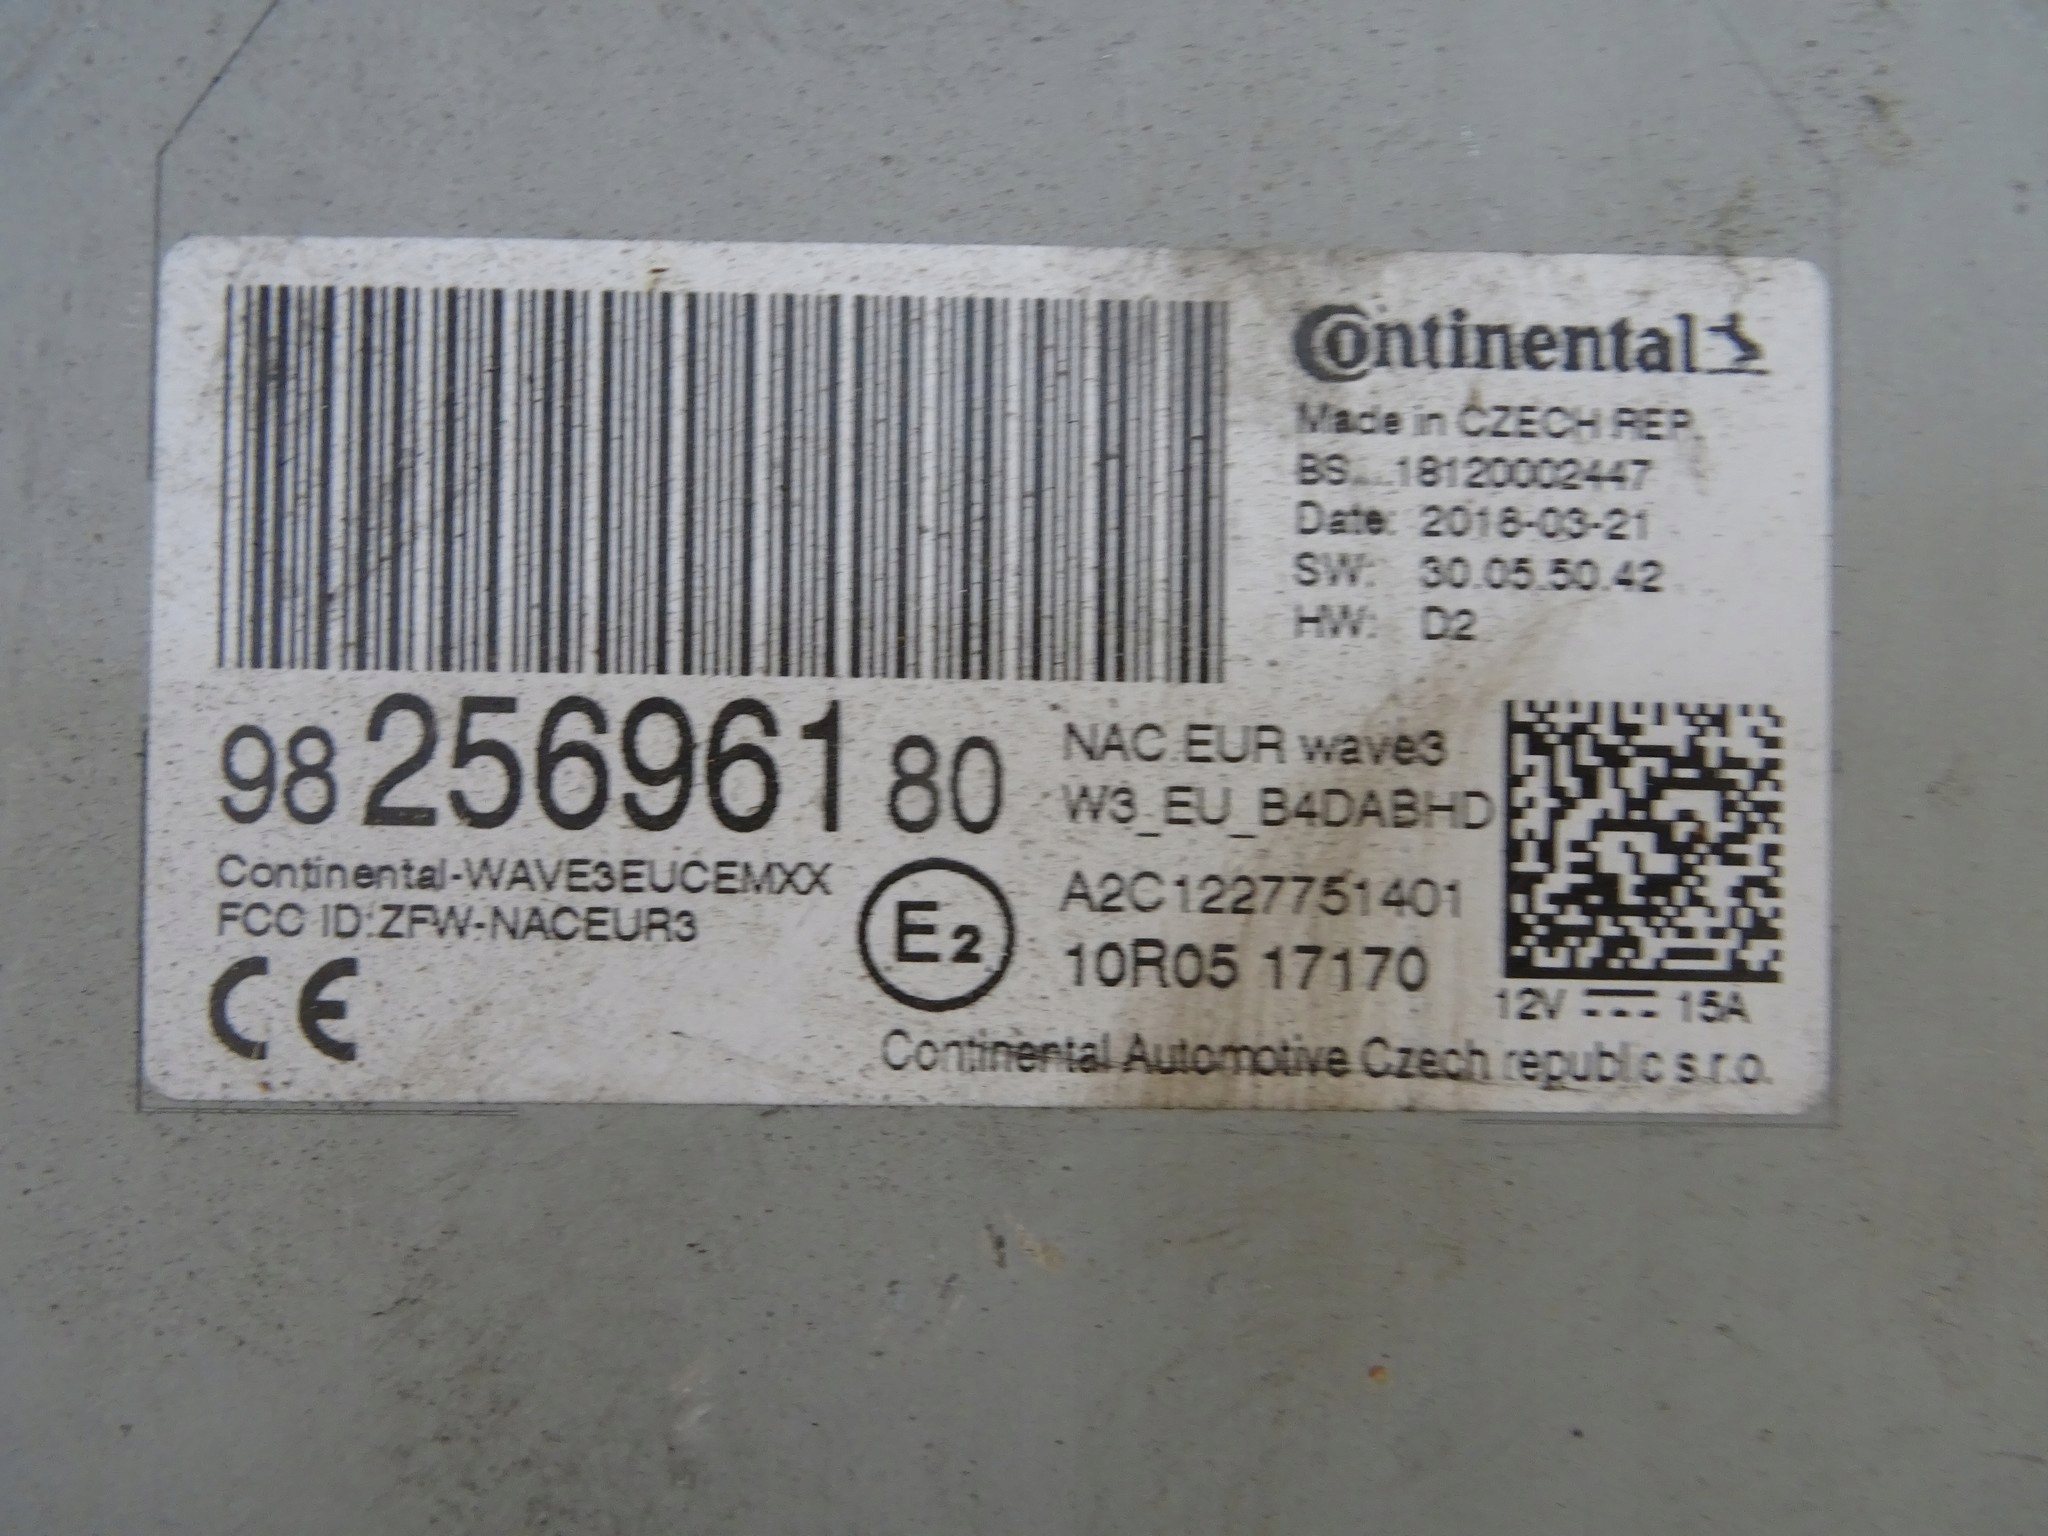 Continental
Made in CZECH REP.
BS....18120002447
Date: 2018-03-21
SW: 30.05.50.42
HW: D2
98 256961 80
NAC EUR wave3
W3_EU_B4DABHD
Continental-WAVE3EUCEMXX
FCC ID:ZFW-NACEUR3
CE
E2
A2C1227751401
10R05 17170
12V 15A
Continental Automotive Czech republic s.r.o.